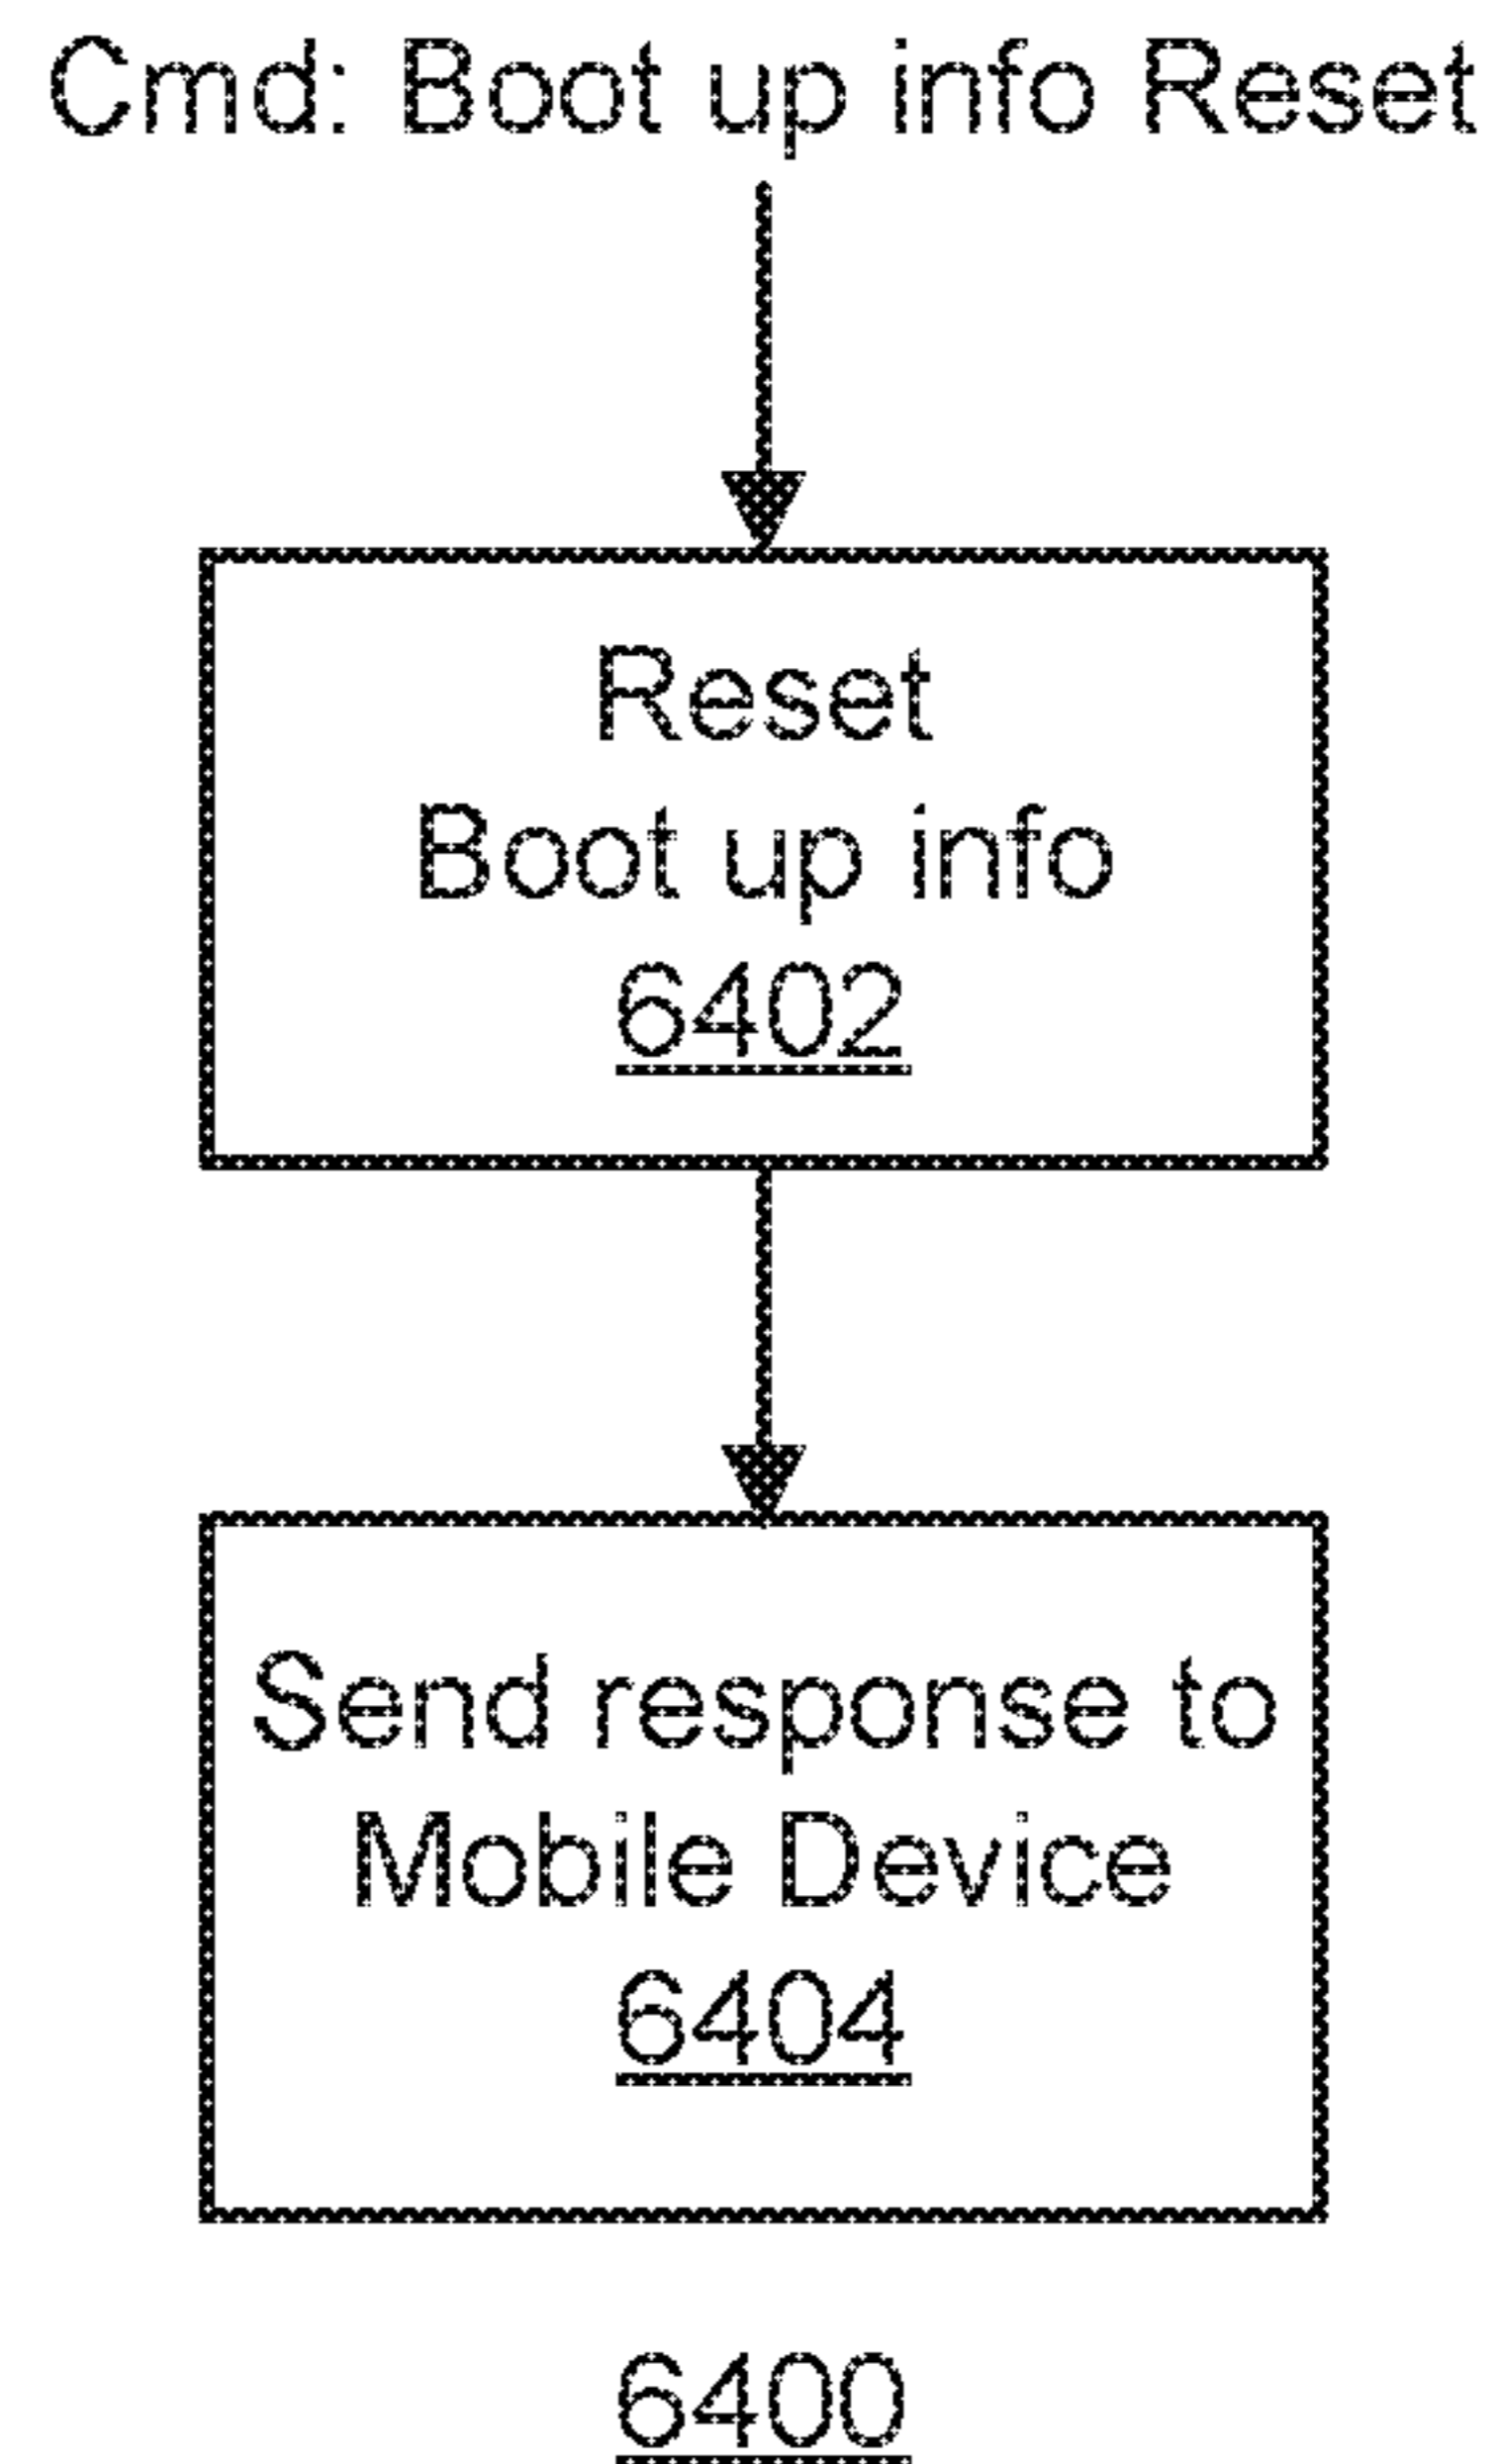 Cmd: Boot up info Reset
Reset
Boot up info
6402
Send response to
Mobile Device
6404
6400